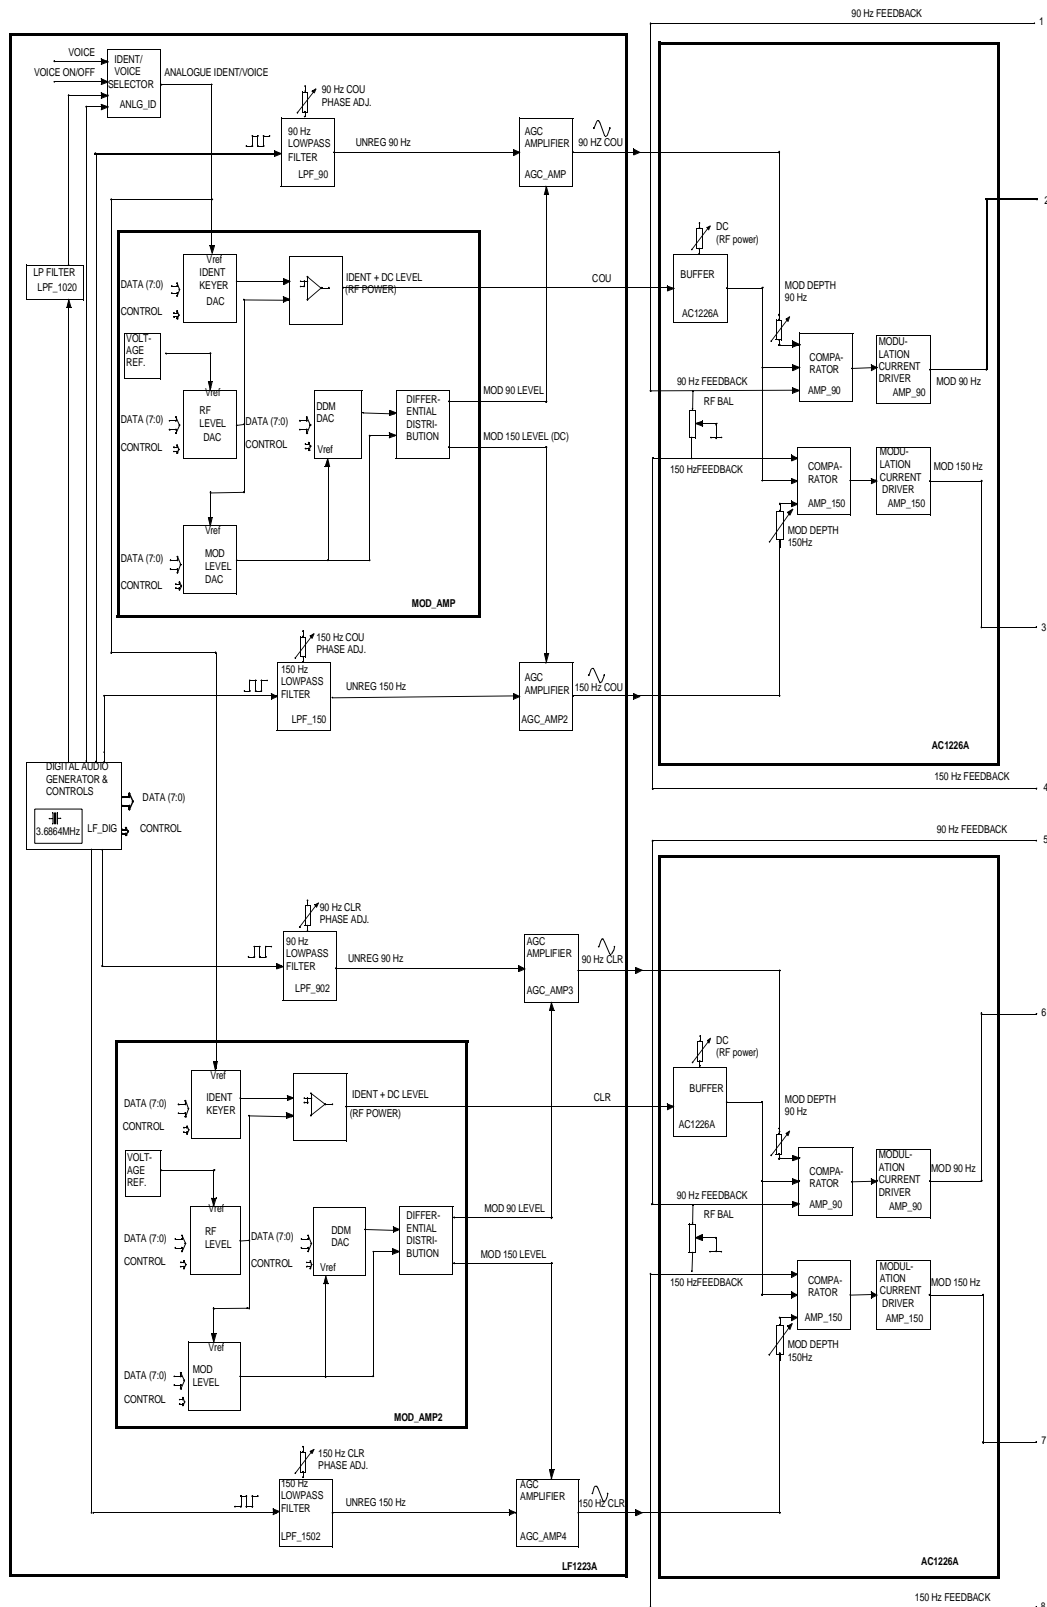 90 Hz FEEDBACK
1
VOICE
VOICE ON/OFF
IDENT/
VOICE
SELECTOR
ANLG_ID
ANALOGUE IDENT/VOICE
90 Hz COU
PHASE ADJ.
90 Hz
LOWPASS
FILTER
LPF_90
UNREG 90 Hz
AGC
AMPLIFIER
AGC_AMP
90 HZ COU
2
LP FILTER
LPF_1020
DATA (7:0)
CONTROL
Vref
IDENT
KEYER
DAC
IDENT + DC LEVEL
(RF POWER)
COU
DC
(RF power)
BUFFER
AC1226A
MOD DEPTH
90 Hz
VOLT-
AGE
REF.
Vref
RF
LEVEL
DAC
DATA (7:0)
CONTROL
DATA (7:0)
CONTROL
DDM
DAC
Vref
DIFFER-
ENTIAL
DISTRI-
BUTION
MOD 90 LEVEL
MOD 150 LEVEL (DC)
COMPA-
RATOR
AMP_90
MODU-
LATION
CURRENT
DRIVER
AMP_90
MOD 90 Hz
90 Hz FEEDBACK
RF BAL
150 HzFEEDBACK
COMPA-
RATOR
AMP_150
MODU-
LATION
CURRENT
DRIVER
AMP_150
MOD 150 Hz
MOD DEPTH
150Hz
Vref
MOD
LEVEL
DAC
DATA (7:0)
CONTROL
MOD_AMP
3
150 Hz COU
PHASE ADJ.
150 Hz
LOWPASS
FILTER
LPF_150
UNREG 150 Hz
AGC
AMPLIFIER
AGC_AMP2
150 Hz COU
AC1226A
DIGITAL AUDIO
GENERATOR &
CONTROLS
3.6864MHz
LF_DIG
DATA (7:0)
CONTROL
150 Hz FEEDBACK
4
90 Hz FEEDBACK
5
90 Hz CLR
PHASE ADJ.
90 Hz
LOWPASS
FILTER
LPF_902
UNREG 90 Hz
AGC
AMPLIFIER
AGC_AMP3
90 Hz CLR
6
Vref
IDENT
KEYER
DATA (7:0)
CONTROL
IDENT + DC LEVEL
(RF POWER)
CLR
DC
(RF power)
BUFFER
AC1226A
MOD DEPTH
90 Hz
VOLT-
AGE
REF.
Vref
RF
LEVEL
DATA (7:0)
CONTROL
DATA (7:0)
CONTROL
DDM
DAC
Vref
DIFFER-
ENTIAL
DISTRI-
BUTION
MOD 90 LEVEL
MOD 150 LEVEL
COMPA-
RATOR
AMP_90
MODUL-
ATION
CURRENT
DRIVER
AMP_90
MOD 90 Hz
90 Hz FEEDBACK
RF BAL
150 HzFEEDBACK
COMPA-
RATOR
AMP_150
MODUL-
ATION
CURRENT
DRIVER
AMP_150
MOD 150 Hz
MOD DEPTH
150Hz
Vref
MOD
LEVEL
DATA (7:0)
CONTROL
MOD_AMP2
7
150 Hz CLR
PHASE ADJ.
150 Hz
LOWPASS
FILTER
LPF_1502
UNREG 150 Hz
AGC
AMPLIFIER
AGC_AMP4
150 Hz CLR
LF1223A
AC1226A
150 Hz FEEDBACK
8